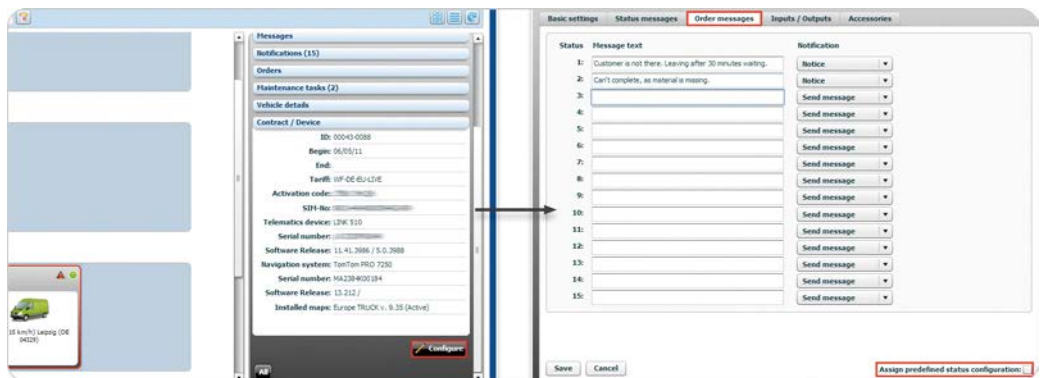 Messages
Notifications (15)
Orders
Maintenance tasks (2)
Vehicle details
Contract / Device
ID: 00043-0088
Begin: 06/05/11
End:
Tariff: WF-DE-EU-LIVE
Activation code:
SIM-No:
Telematics device: LINK 510
Serial number:
Software Release: 11.41.3986 / 5.0.3988
Navigation system: TomTom PRO 7250
Serial number: MA2384K00184
Software Release: 13.212 /
Installed maps: Europe TRUCK v. 9.35 (Active)
Configure
All
km/h) Leipzig (DE
04329)
Basic settings Status messages Order messages Inputs / Outputs Accessories
Status Message text Notification
1: Customer is not there. Leaving after 30 minutes waiting. Notice
2: Can't complete, as material is missing. Notice
3: Send message
4: Send message
5: Send message
6: Send message
7: Send message
8: Send message
9: Send message
10: Send message
11: Send message
12: Send message
13: Send message
14: Send message
15: Send message
Save Cancel Assign predefined status configuration: